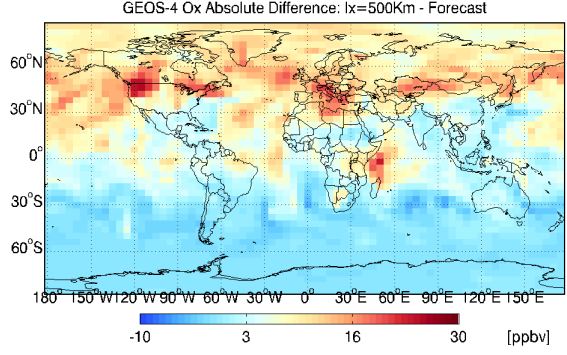 GEOS-4 Ox Absolute Difference: lx=500Km - Forecast
60°N
30°N
0°
30°S
60°S
180°W 150°W 120°W 90°W 60°W 30°W 0° 30°E 60°E 90°E 120°E 150°E
-10 3 16 30 [ppbv]